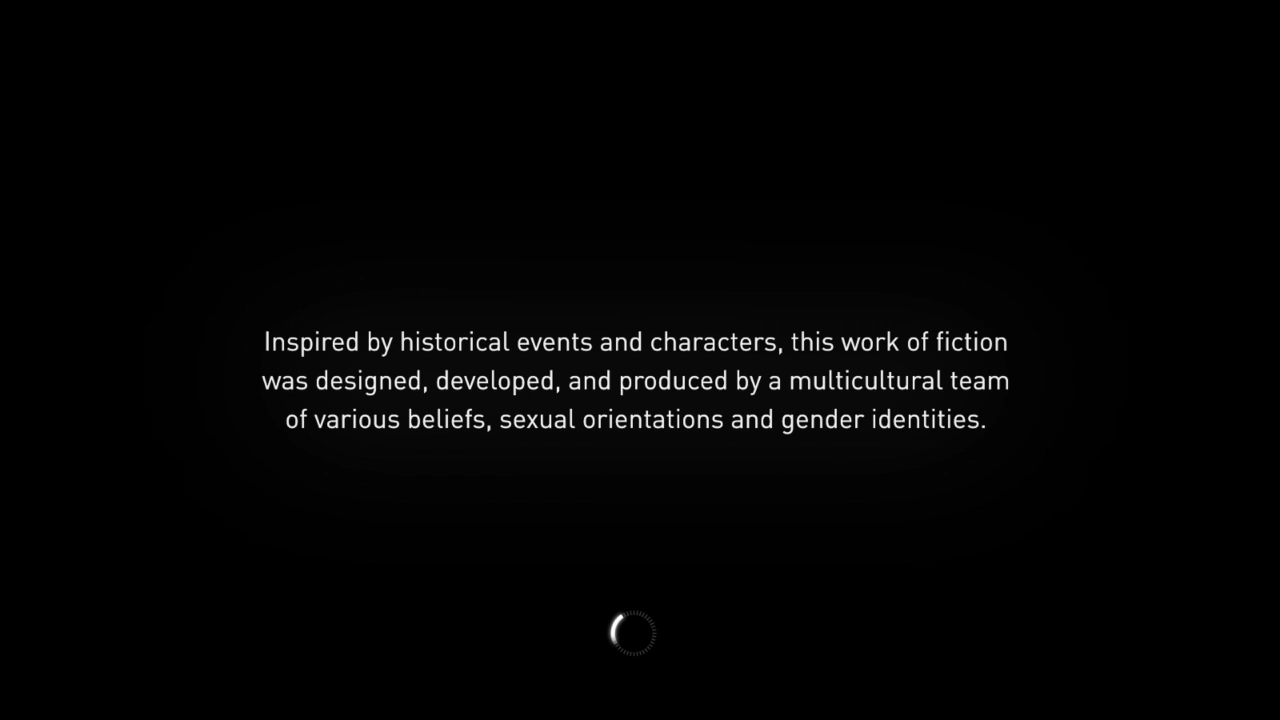 Inspired by historical events and characters, this work of fiction
was designed, developed, and produced by a multicultural team
of various beliefs, sexual orientations and gender identities.